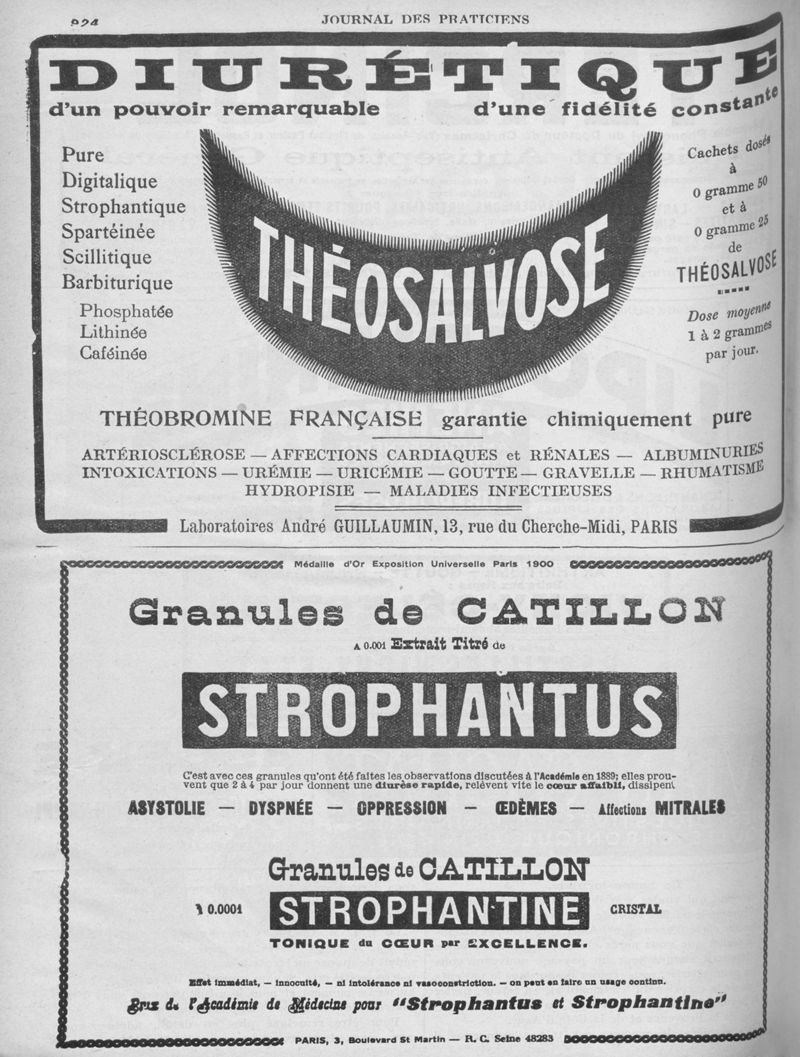 824
JOURNAL DES PRATICIENS
DIURÉTIQUE
d'un pouvoir remarquable d'une fidélité constante
Pure
Digitalique
Strophantique
Spartéinée
Scillitique
Barbiturique
Phosphatée
Lithinée
Caféinée
THÉOSALVOSE
Cachets dosés
à
0 gramme 50
et à
0 gramme 25
de
THÉOSALVOSE
Dose moyenne
1 à 2 grammes
par jour.
THÉOBROMINE FRANÇAISE garantie chimiquement pure
ARTÉRIOSCLÉROSE — AFFECTIONS CARDIAQUES et RÉNALES — ALBUMINURIES
INTOXICATIONS — URÉMIE — URICÉMIE — GOUTTE — GRAVELLE — RHUMATISME
HYDROPISIE — MALADIES INFECTIEUSES
Laboratoires André GUILLAUMIN, 13, rue du Cherche-Midi, PARIS
Médaille d'Or Exposition Universelle Paris 1900
Granules de CATILLON
A 0.001 Extrait Titré de
STROPHANTUS
C'est avec ces granules qu'ont été faites les observations discutées à l'Académie en 1889; elles prou-
vent que 2 à 4 par jour donnent une diurèse rapide, relèvent vite le cœur affaibli, dissipent
ASYSTOLIE — DYSPNÉE — OPPRESSION — ŒDÈMES — Affections MITRALES
Granules de CATILLON
à 0.0001 STROPHANTINE CRISTAL
TONIQUE du CŒUR par EXCELLENCE.
Effet immédiat, — innocuité, — ni intolérance ni vasoconstriction. — on peut en faire un usage continu.
Prix de l'Académie de Médecine pour "Strophantus et Strophantine"
PARIS, 3, Boulevard St Martin — R. C. Seine 48283